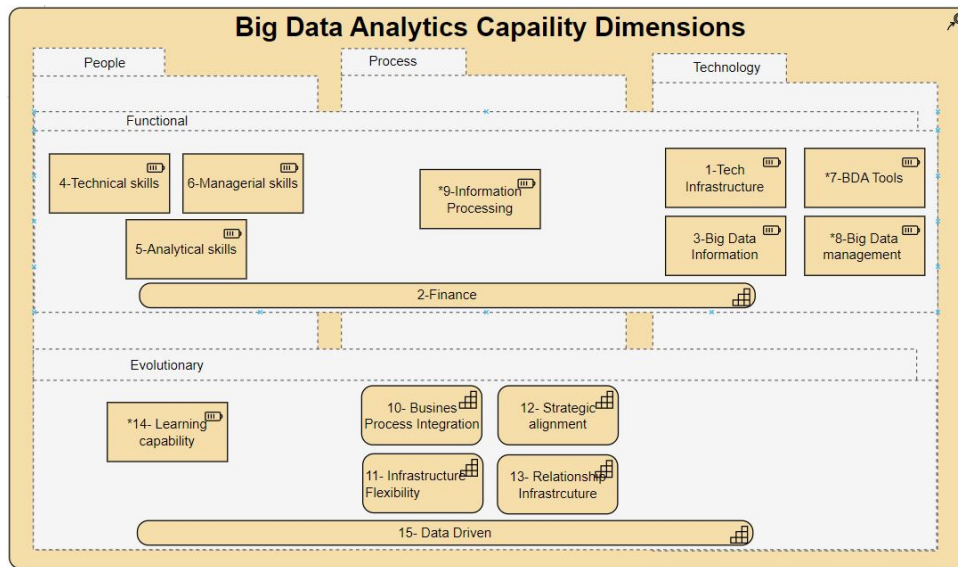 Big Data Analytics Capaility Dimensions
People
Process
Technology
Functional
4-Technical skills
6-Managerial skills
5-Analytical skills
*9-Information
Processing
1-Tech
Infrastructure
*7-BDA Tools
3-Big Data
Information
*8-Big Data
management
2-Finance
Evolutionary
*14- Learning
capability
10- Busines
Process Integration
12- Strategic
alignment
11- Infrastructure
Flexibility
13- Relationship
Infrastrcuture
15- Data Driven